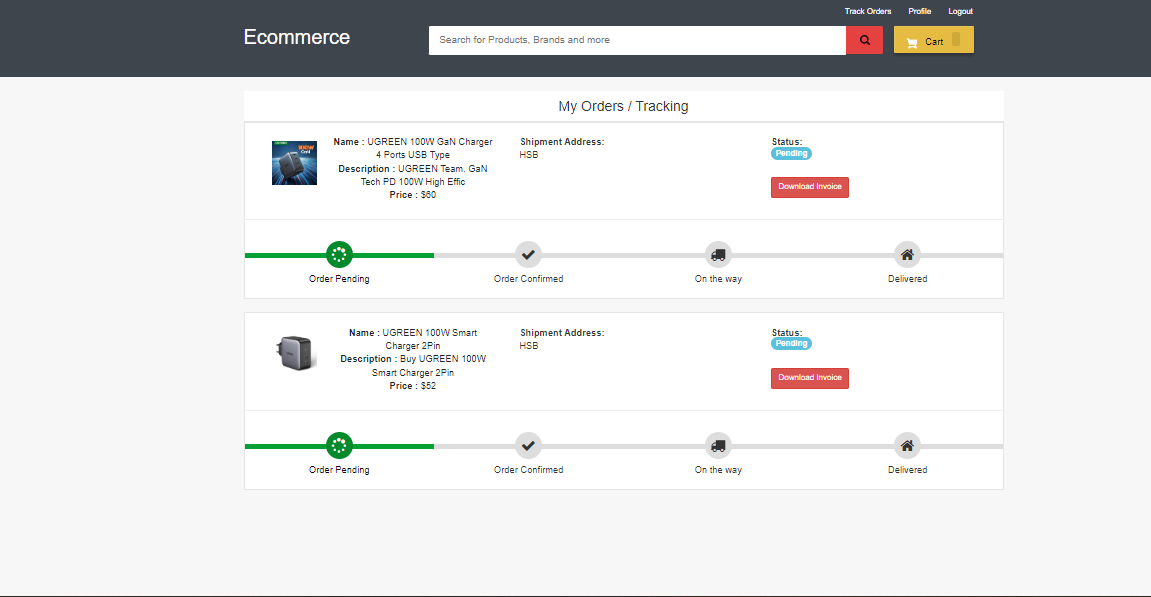 Track Orders Profile Logout
Ecommerce
Search for Products, Brands and more
Cart
My Orders / Tracking
100W
GaN
Name : UGREEN 100W GaN Charger
4 Ports USB Type
Description : UGREEN Team. GaN
Tech PD 100W High Effic
Price : $60
Shipment Address:
HSB
Status:
Pending
Download Invoice
Order Pending
Order Confirmed
On the way
Delivered
Name : UGREEN 100W Smart
Charger 2Pin
Description : Buy UGREEN 100W
Smart Charger 2Pin
Price : $52
Shipment Address:
HSB
Status:
Pending
Download Invoice
Order Pending
Order Confirmed
On the way
Delivered